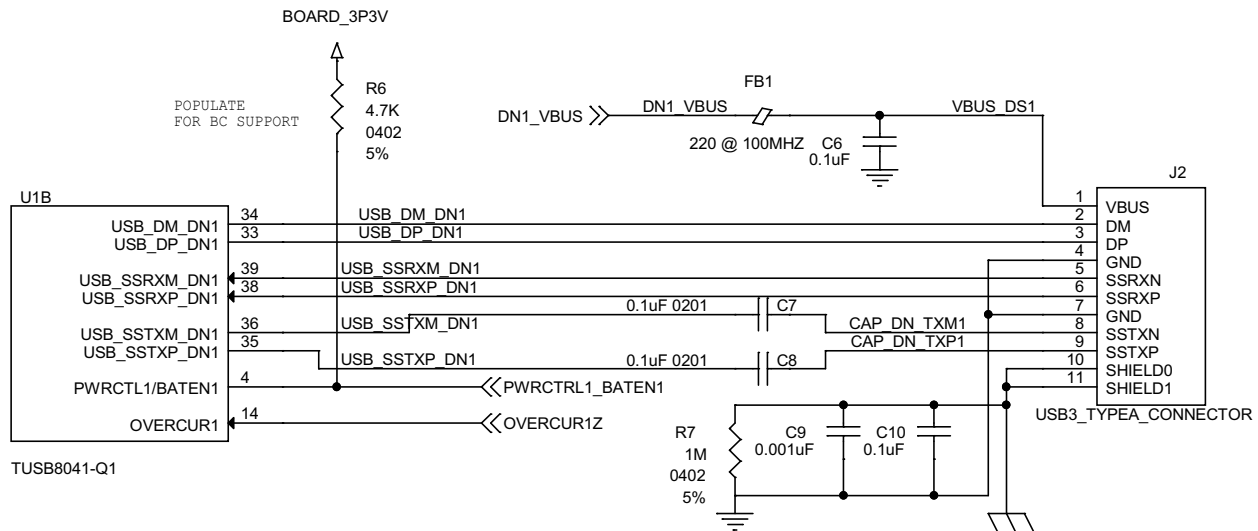 BOARD_3P3V
POPULATE
FOR BC SUPPORT
R6
4.7K
0402
5%
FB1
DN1_VBUS
DN1_VBUS
VBUS_DS1
220 @ 100MHZ
C6
0.1uF
U1B
J2
USB_DM_DN1
34
USB_DM_DN1
1
VBUS
USB_DP_DN1
33
USB_DP_DN1
2
DM
3
DP
4
GND
USB_SSRXM_DN1
39
USB_SSRXM_DN1
5
SSRXN
USB_SSRXP_DN1
38
USB_SSRXP_DN1
6
SSRXP
0.1uF 0201
C7
7
GND
USB_SSTXM_DN1
36
USB_SSTXM_DN1
CAP_DN_TXM1
8
SSTXN
USB_SSTXP_DN1
35
USB_SSTXP_DN1
0.1uF 0201
C8
CAP_DN_TXP1
9
SSTXP
10
SHIELD0
PWRCTL1/BATEN1
4
PWRCTRL1_BATEN1
11
SHIELD1
OVERCUR1
14
OVERCUR1Z
USB3_TYPEA_CONNECTOR
R7
1M
0402
5%
C9
0.001uF
C10
0.1uF
TUSB8041-Q1